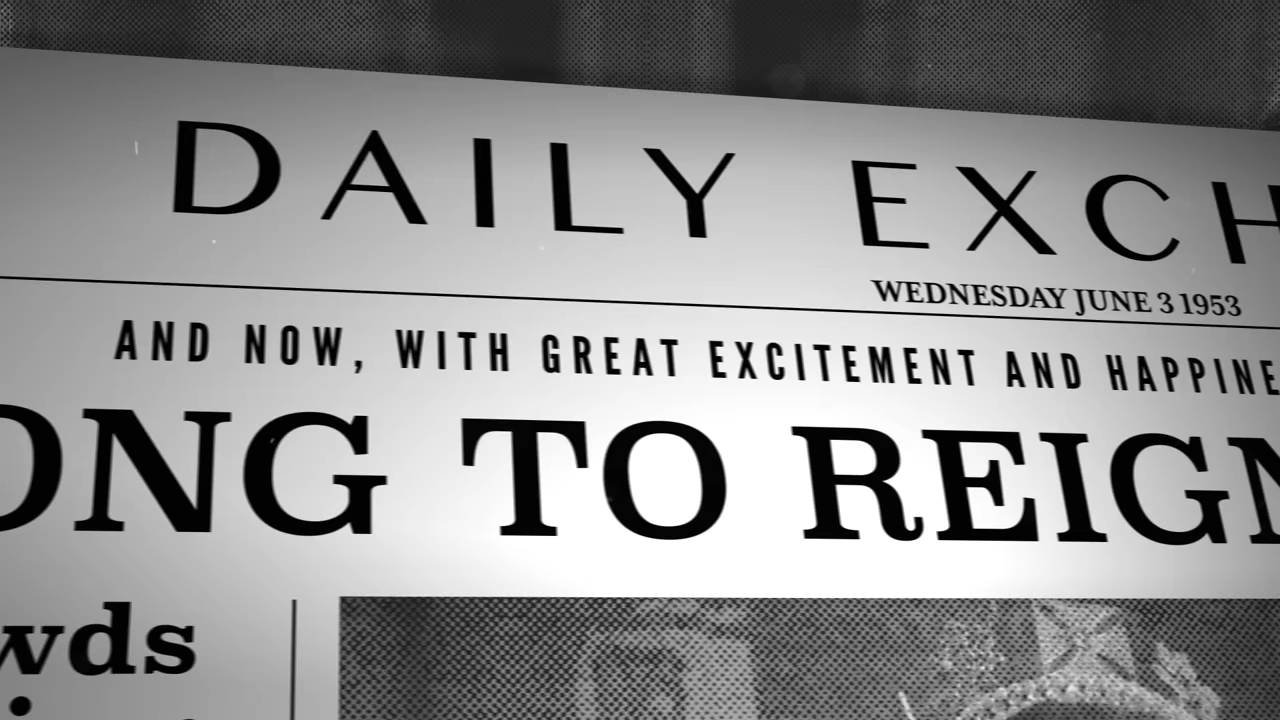 DAILY EXCH
WEDNESDAY JUNE 3 1953
AND NOW, WITH GREAT EXCITEMENT AND HAPPINE
ONG TO REIGN
wds